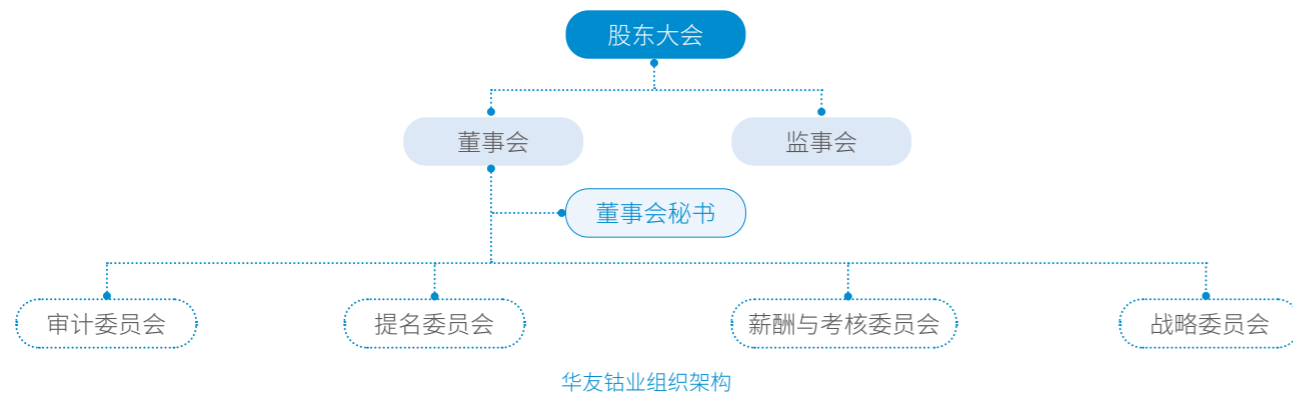 股东大会
董事会
监事会
董事会秘书
审计委员会
提名委员会
薪酬与考核委员会
战略委员会
华友钴业组织架构